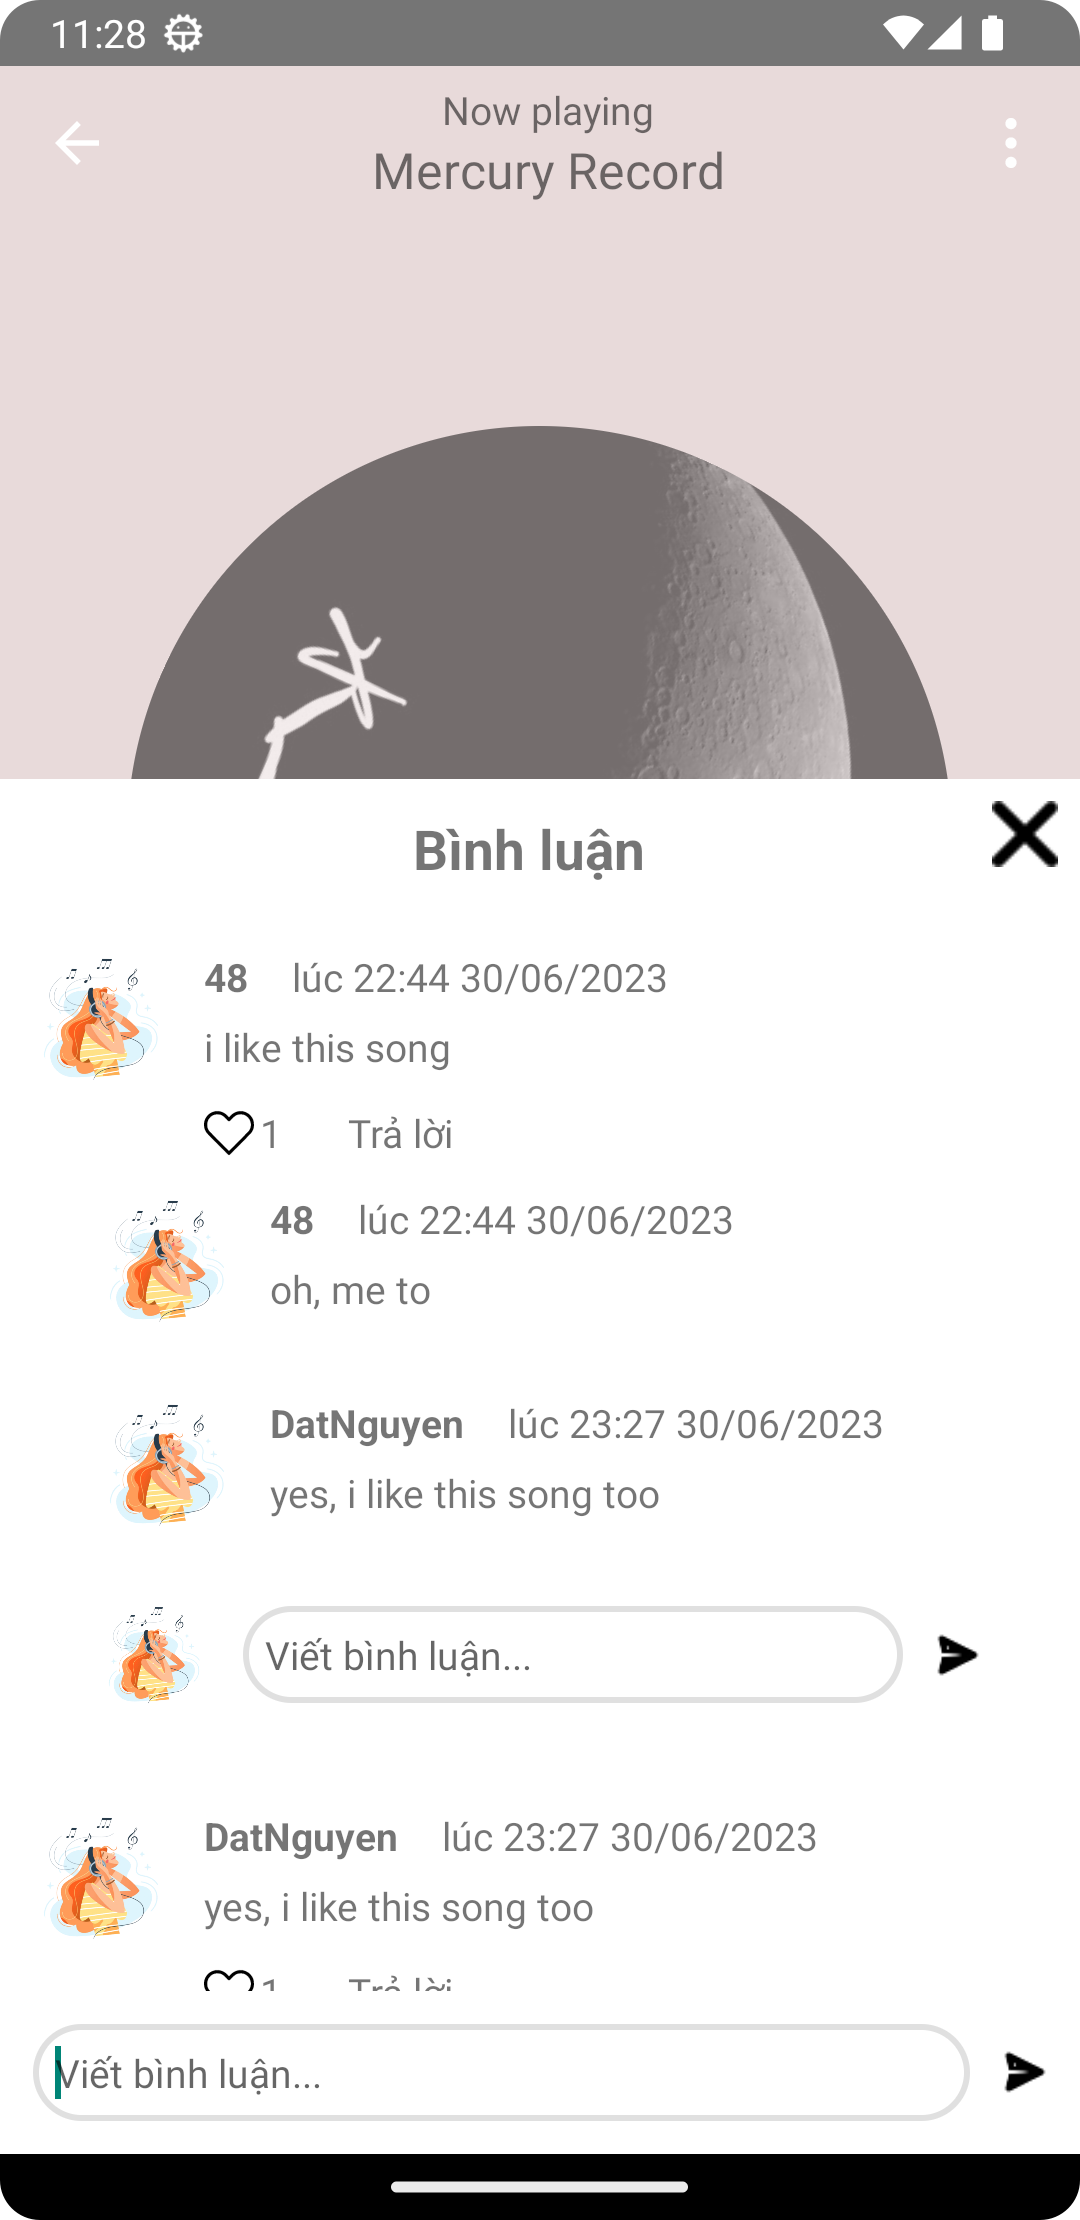 11:28
Now playing
Mercury Record
Bình luận
48 lúc 22:44 30/06/2023
i like this song
1 Trả lời
48 lúc 22:44 30/06/2023
oh, me to
DatNguyen lúc 23:27 30/06/2023
yes, i like this song too
Viết bình luận...
DatNguyen lúc 23:27 30/06/2023
yes, i like this song too
1 Trả lời
Viết bình luận...